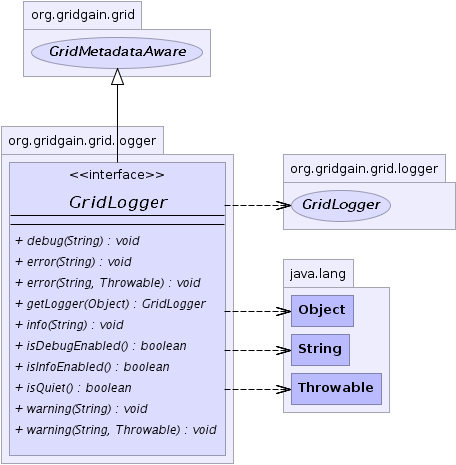 org.gridgain.grid
GridMetadataAware
org.gridgain.grid.logger
<<interface>>
GridLogger
+ debug(String) : void
+ error(String) : void
+ error(String, Throwable) : void
+ getLogger(Object) : GridLogger
+ info(String) : void
+ isDebugEnabled() : boolean
+ isInfoEnabled() : boolean
+ isQuiet() : boolean
+ warning(String) : void
+ warning(String, Throwable) : void
org.gridgain.grid.logger
GridLogger
java.lang
Object
String
Throwable